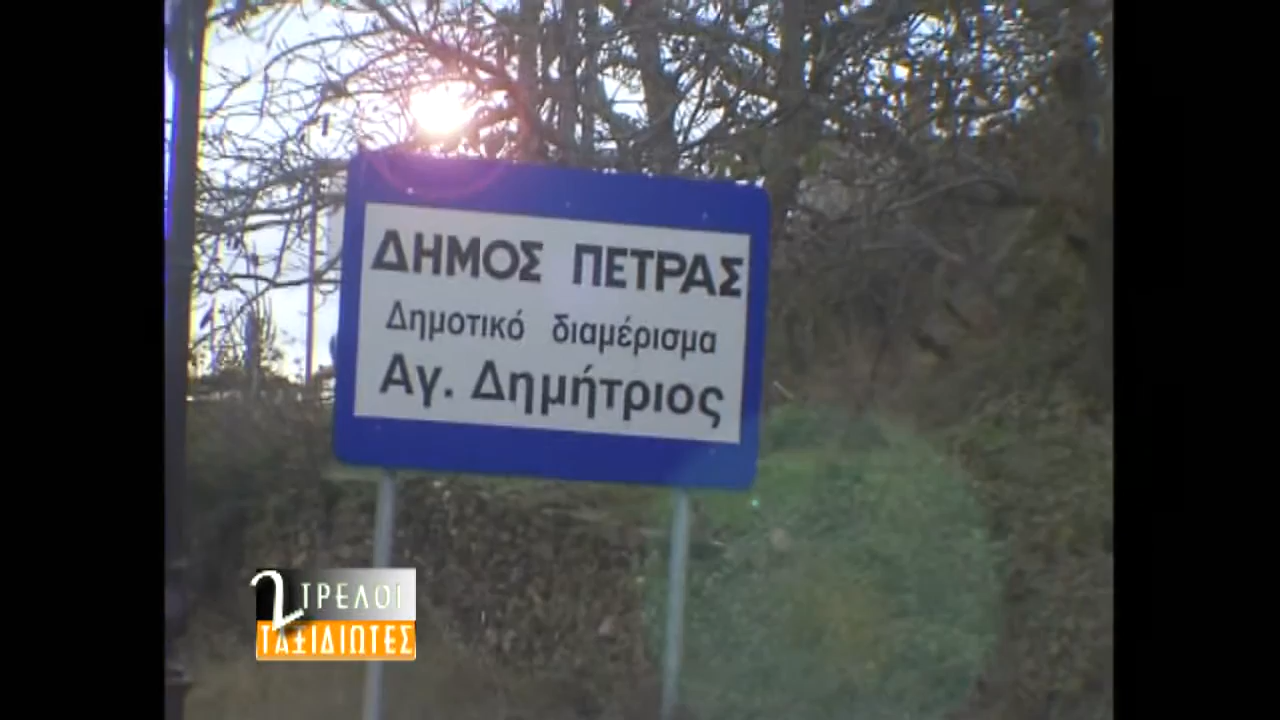 ΔΗΜΟΣ ΠΕΤΡΑΣ
Δημοτικό διαμέρισμα
Αγ. Δημήτριος
2 ΤΡΕΛΟΙ
ΤΑΞΙΔΙΩΤΕΣ